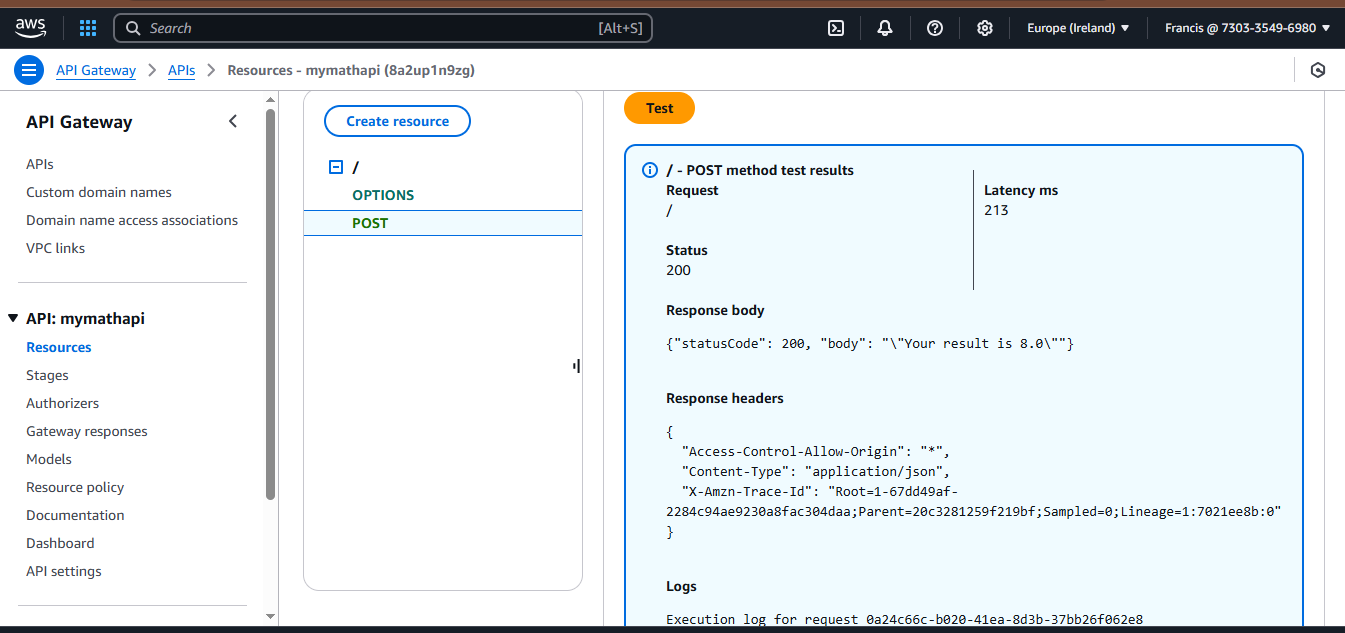 aws
Search [Alt+S]
Europe (Ireland)
Francis @ 7303-3549-6980
API Gateway
APIs
Resources - mymathapi (8a2up1n9zg)
API Gateway
APIs
Custom domain names
Domain name access associations
VPC links
API: mymathapi
Resources
Stages
Authorizers
Gateway responses
Models
Resource policy
Documentation
Dashboard
API settings
Create resource
/
OPTIONS
POST
Test
/ - POST method test results
Request
/
Latency ms
213
Status
200
Response body
{"statusCode": 200, "body": "\"Your result is 8.0\""}
Response headers
{
"Access-Control-Allow-Origin": "*",
"Content-Type": "application/json",
"X-Amzn-Trace-Id": "Root=1-67dd49af-
2284c94ae9230a8fac304daa;Parent=20c3281259f219bf;Sampled=0;Lineage=1:7021ee8b:0"
}
Logs
Execution log for request 0a24c66c-b020-41ea-8d3b-37bb26f062e8